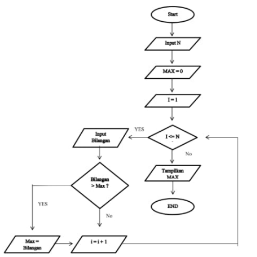 Start
Input N
MAX = 0
I = 1
I <= N
YES
Input
Bilangan
No
Tampilkan
MAX
END
Bilangan
> Max ?
YES
No
Max =
Bilangan
i = i + 1